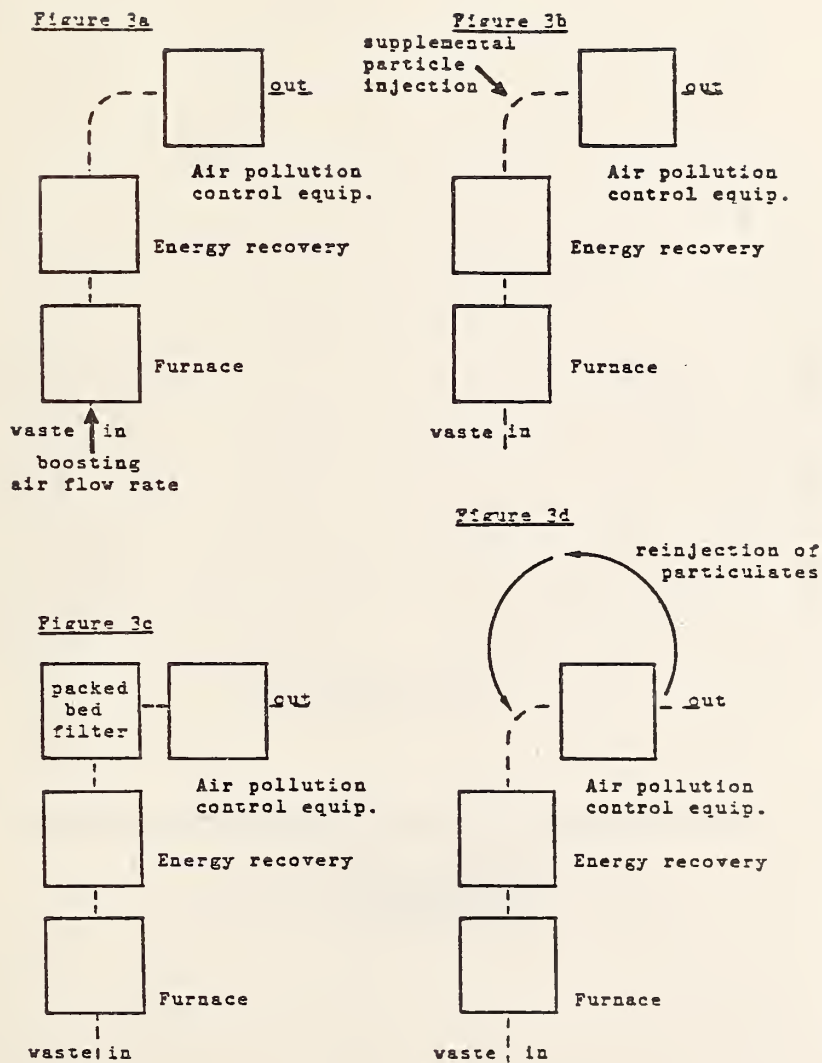 Figure 3a
out
Air pollution
control equip.
Energy recovery
Furnace
waste in
boosting
air flow rate
Figure 3b
supplemental
particle
injection
out
Air pollution
control equip.
Energy recovery
Furnace
waste in
Figure 3c
packed
bed
filter
out
Air pollution
control equip.
Energy recovery
Furnace
waste in
Figure 3d
reinjection of
particulates
out
Air pollution
control equip.
Energy recovery
Furnace
waste in